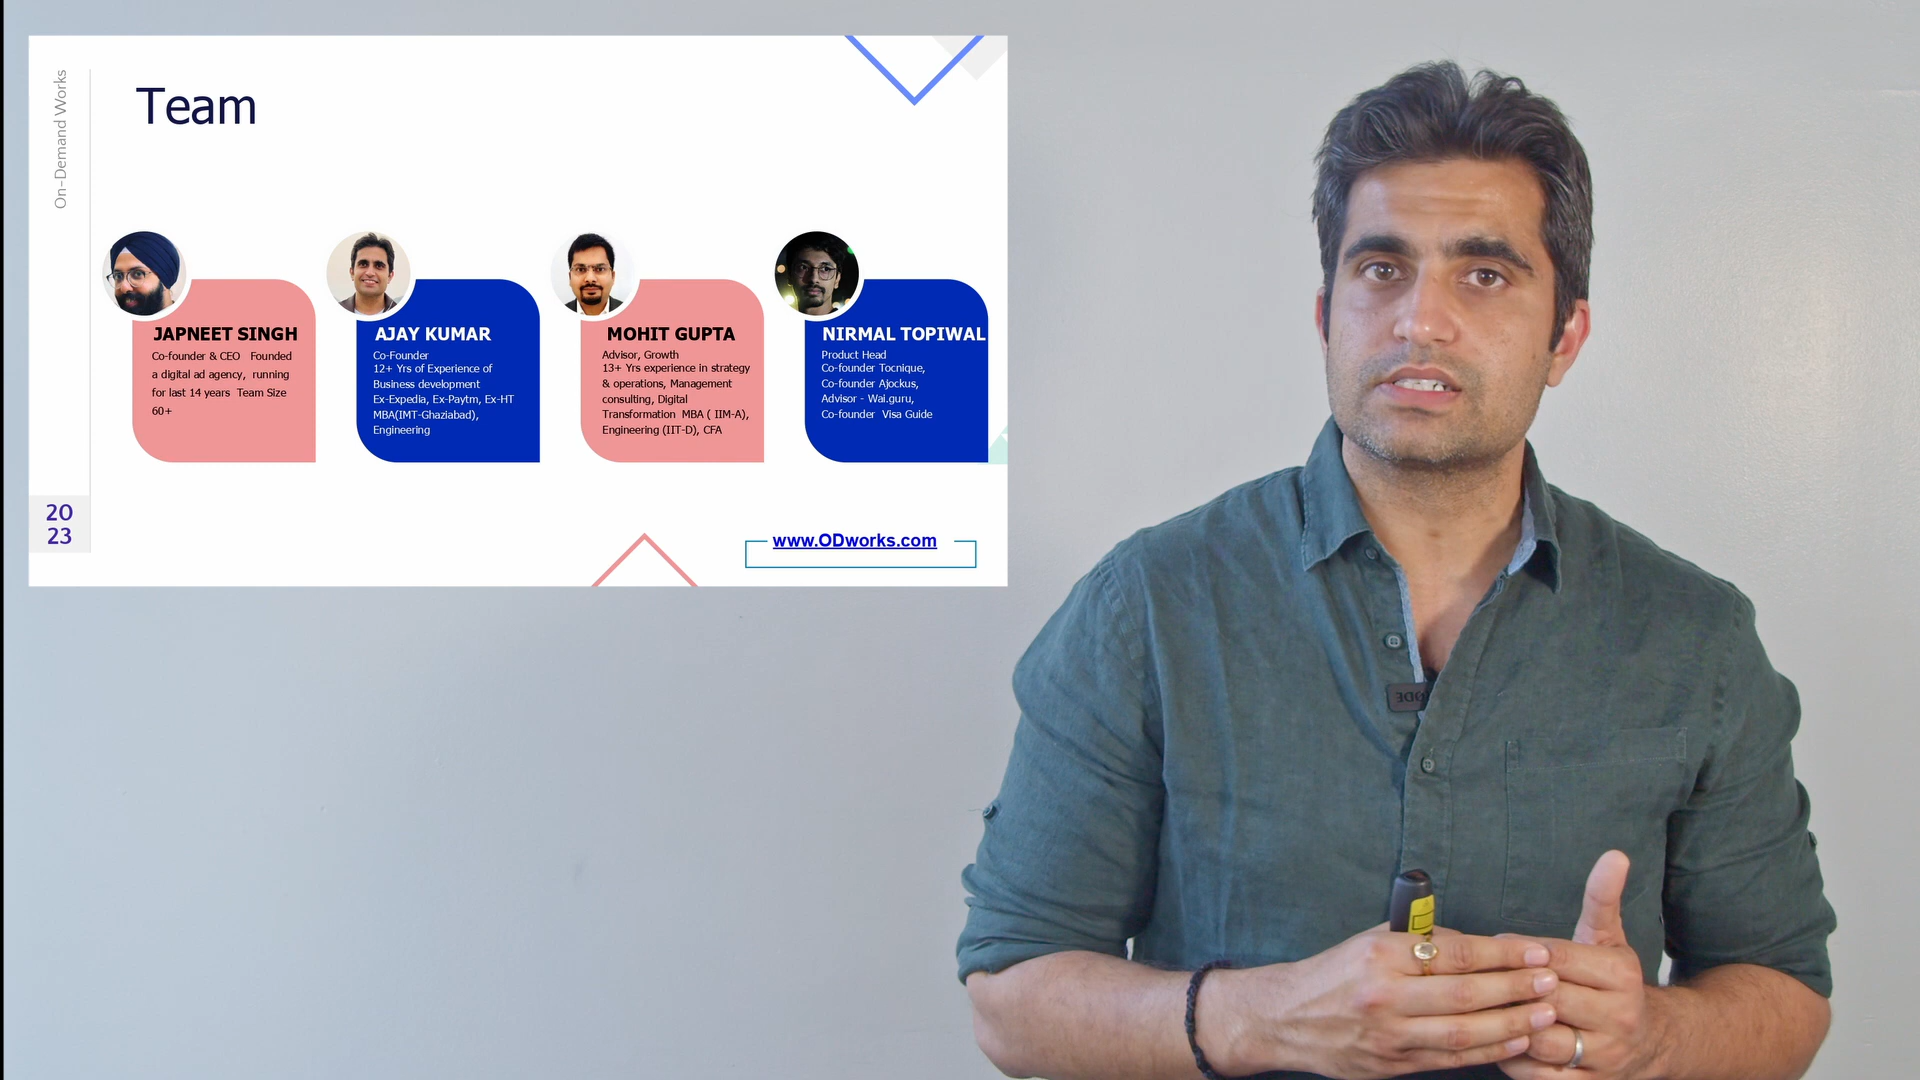 On-Demand Works
Team
JAPNEET SINGH
Co-founder & CEO Founded
a digital ad agency, running
for last 14 years Team Size
60+
AJAY KUMAR
Co-Founder
12+ Yrs of Experience of
Business development
Ex-Expedia, Ex-Paytm, Ex-HT
MBA(IMT-Ghaziabad),
Engineering
MOHIT GUPTA
Advisor, Growth
13+ Yrs experience in strategy
& operations, Management
consulting, Digital
Transformation MBA ( IIM-A),
Engineering (IIT-D), CFA
NIRMAL TOPIWAL
Product Head
Co-founder Tocnique,
Co-founder Ajockus,
Advisor - Wai.guru,
Co-founder Visa Guide
20
23
www.ODworks.com
RØDE